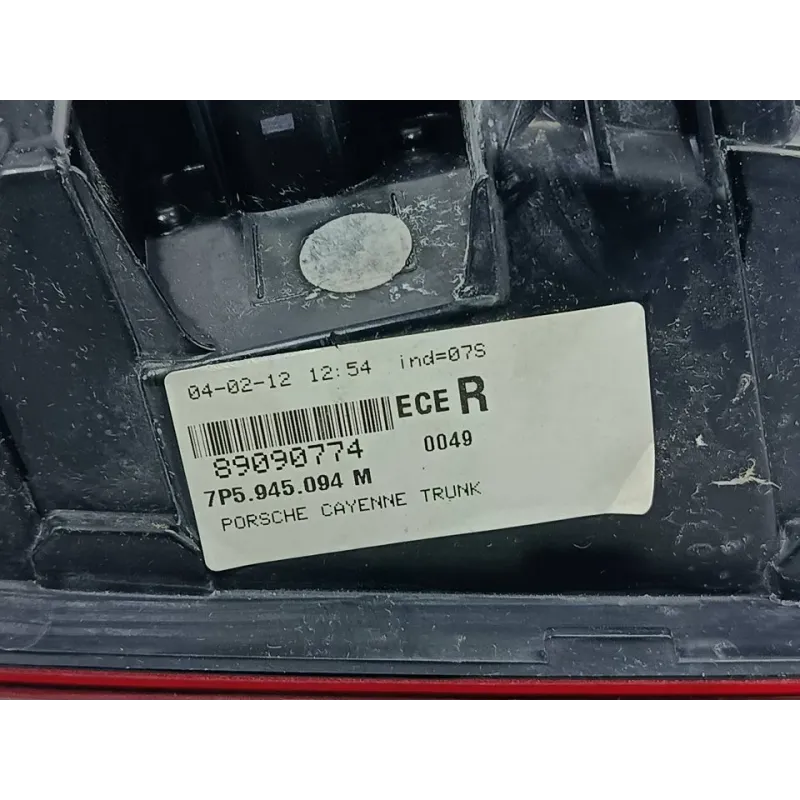 04-02-12 12:54 ind=07S
ECE R
89090774 0049
7P5.945.094 M
PORSCHE CAYENNE TRUNK